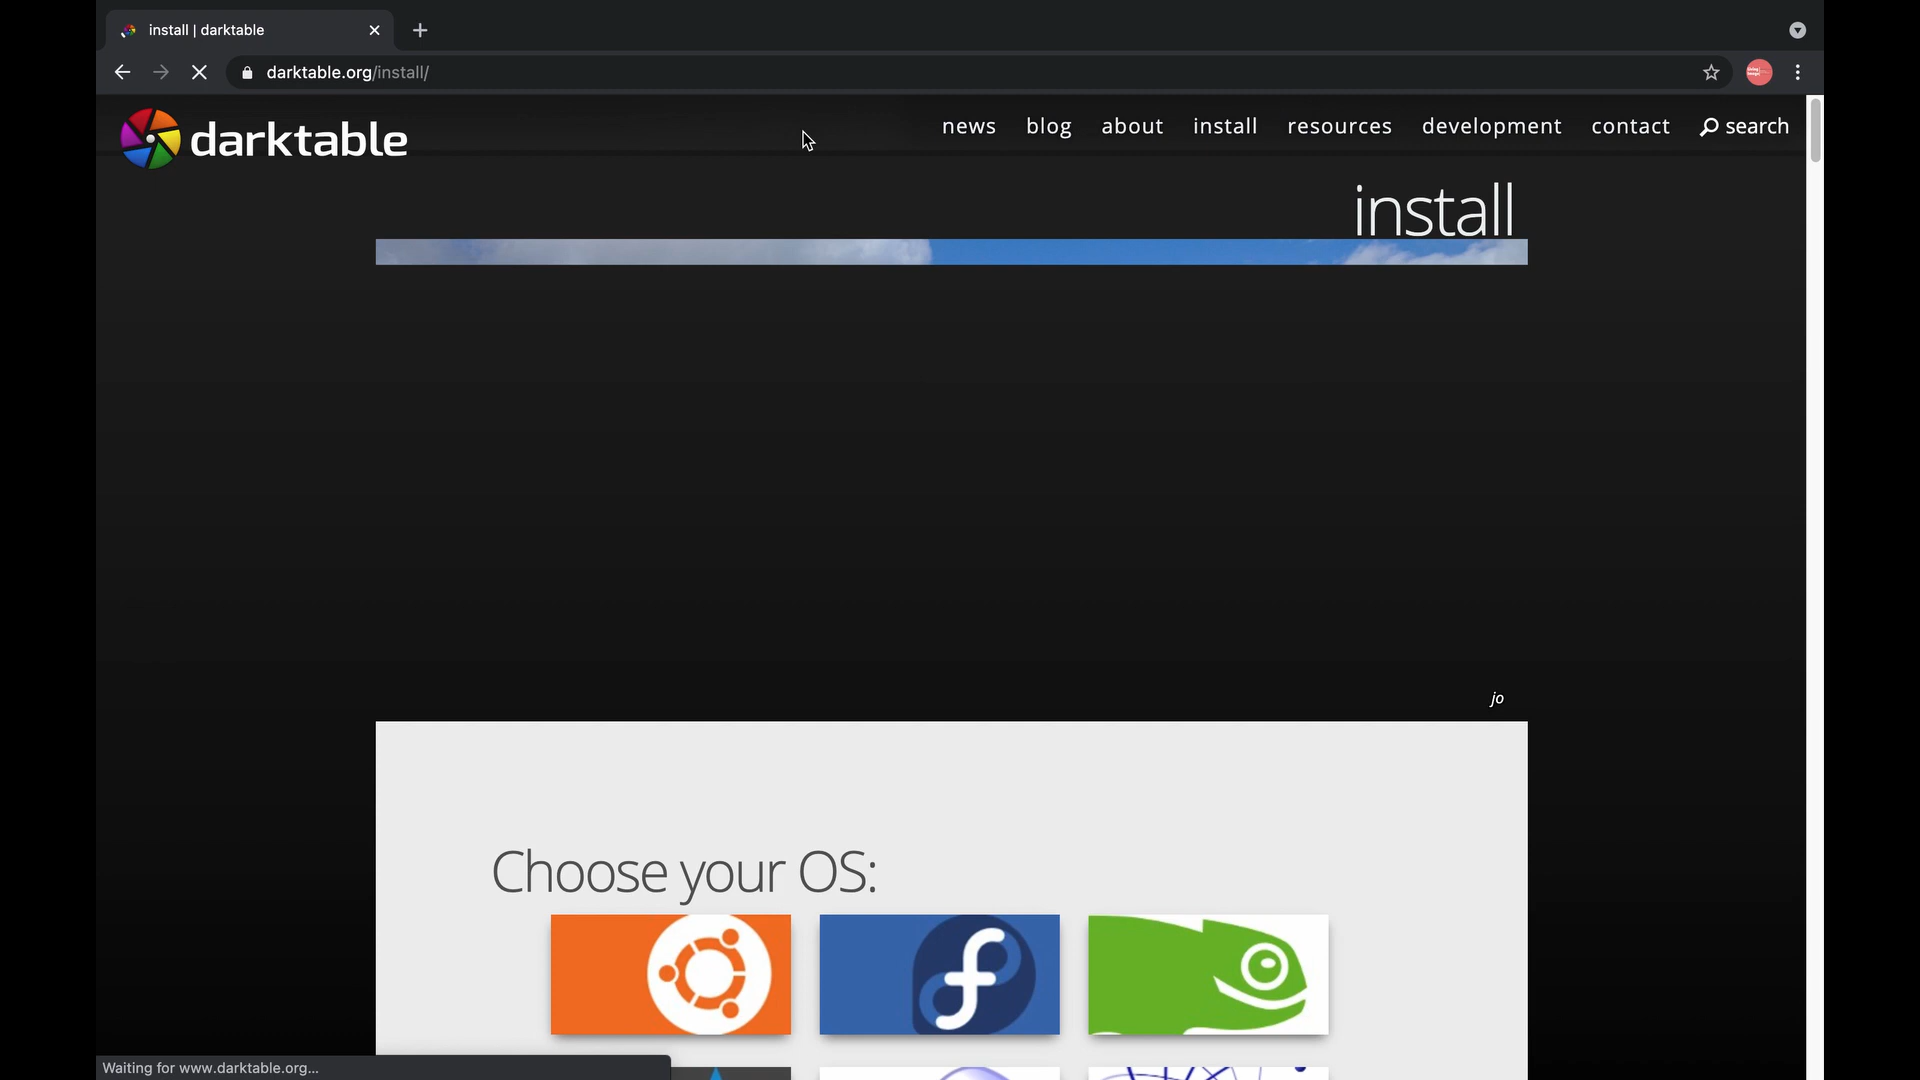 install | darktable
darktable.org/install/
darktable
news blog about install resources development contact search
install
jo
Choose your OS:
Waiting for www.darktable.org...